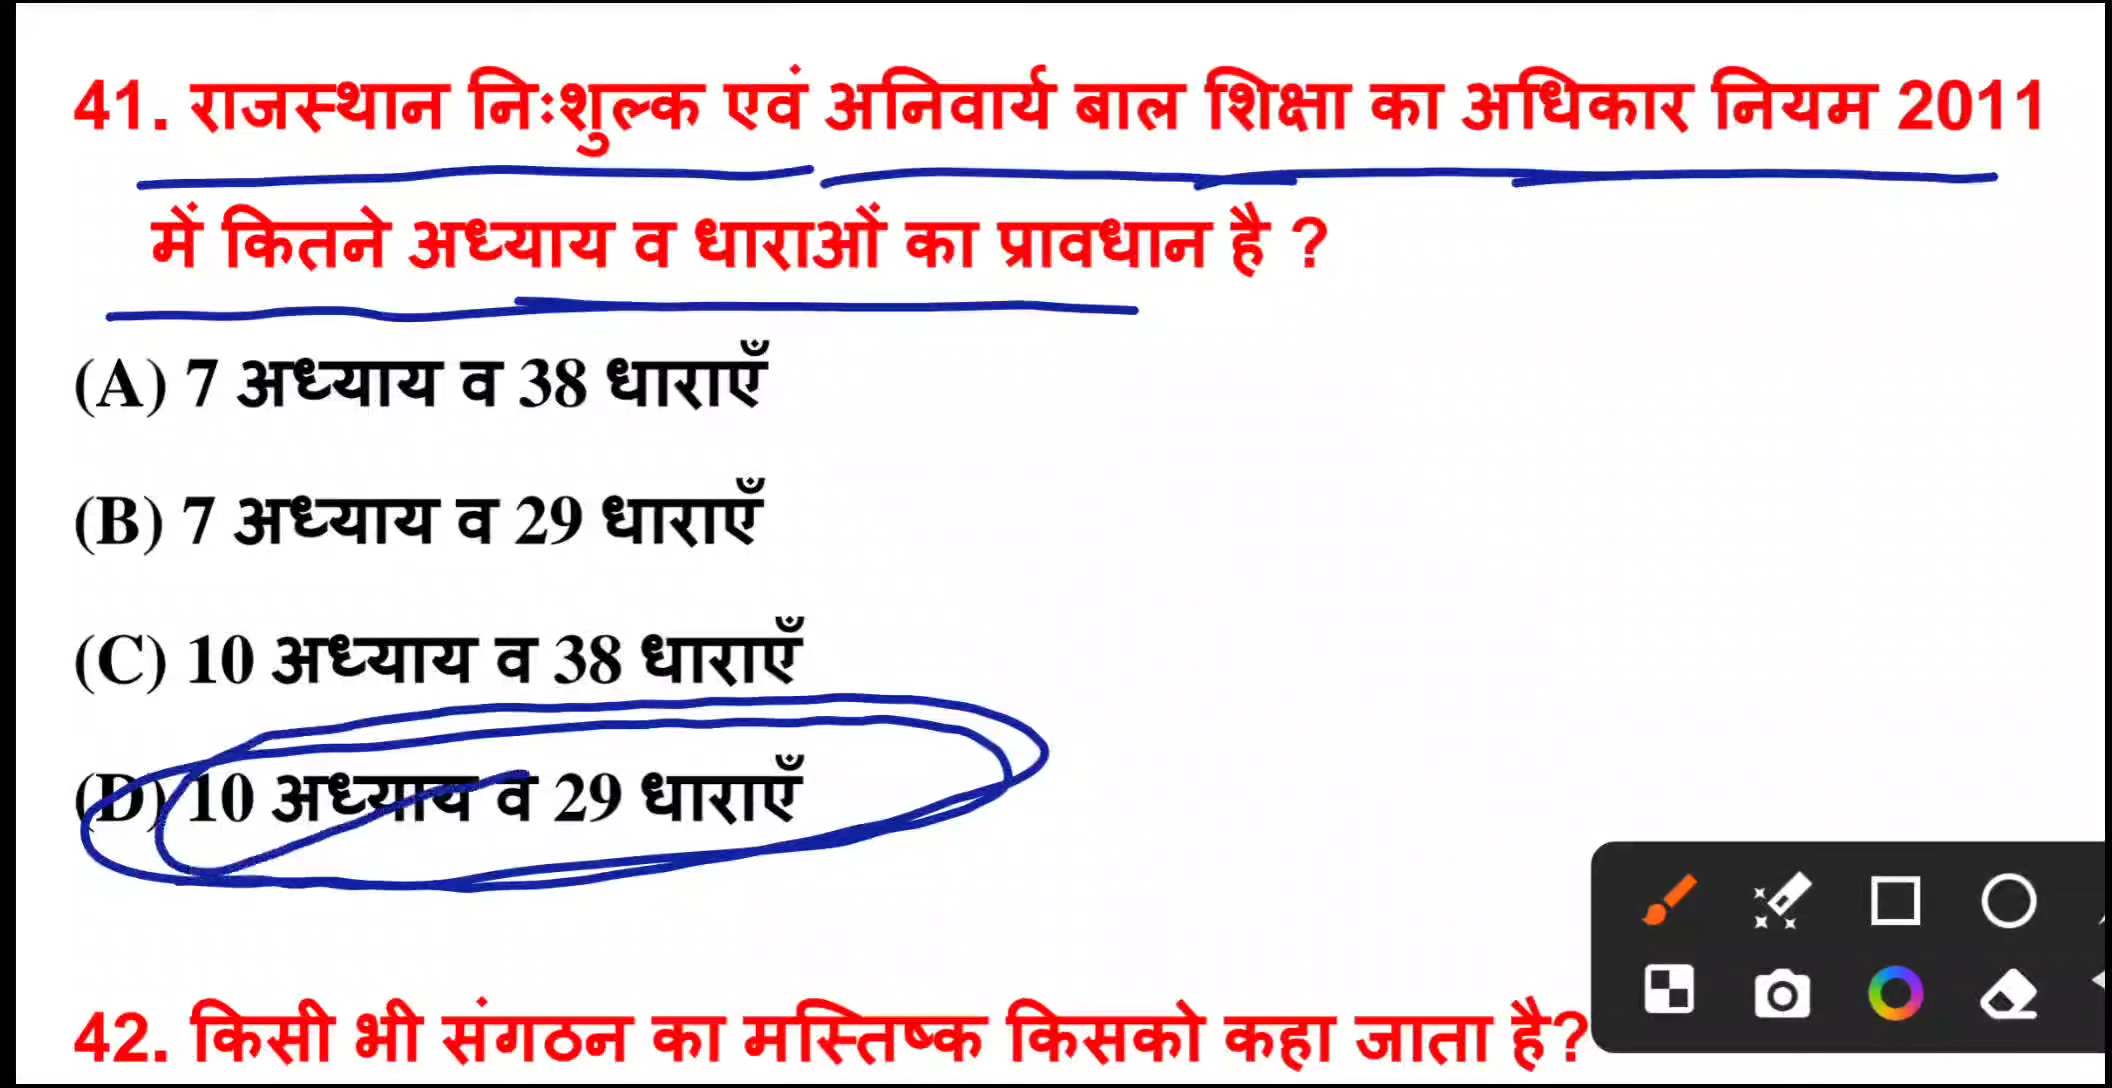 41. राजस्थान निःशुल्क एवं अनिवार्य बाल शिक्षा का अधिकार नियम 2011
में कितने अध्याय व धाराओं का प्रावधान है ?
(A) 7 अध्याय व 38 धाराएँ
(B) 7 अध्याय व 29 धाराएँ
(C) 10 अध्याय व 38 धाराएँ
(D) 10 अध्याय व 29 धाराएँ
42. किसी भी संगठन का मस्तिष्क किसको कहा जाता है?